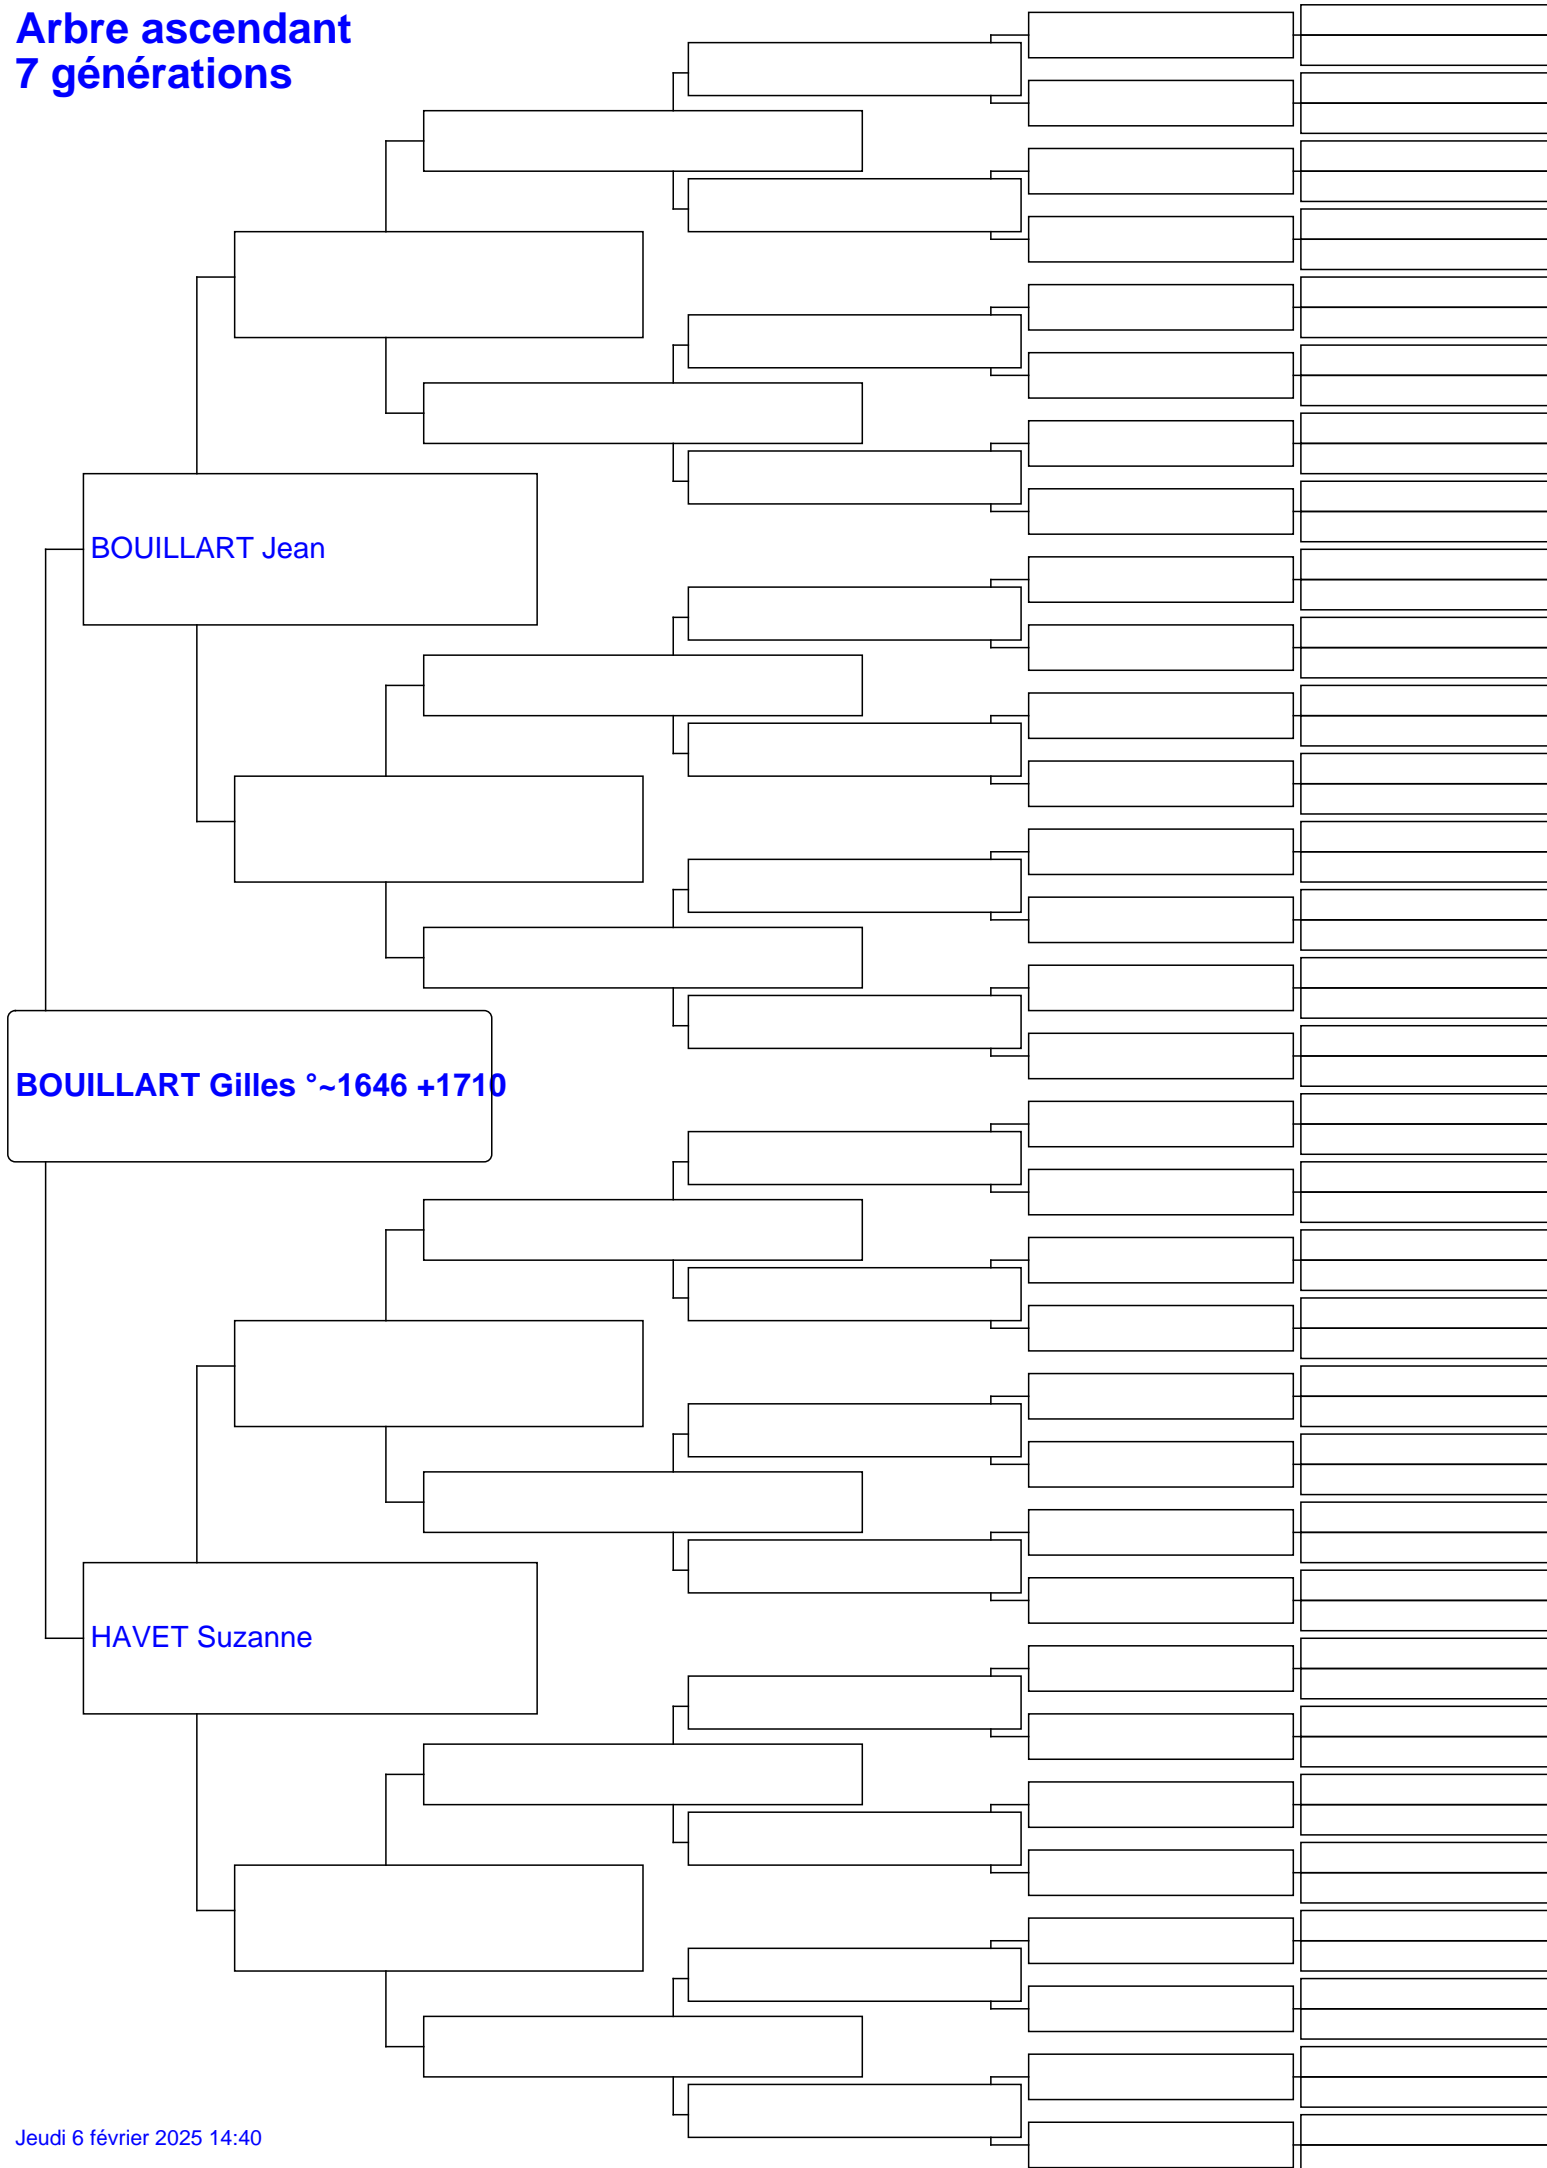 Arbre ascendant
7 générations
BOUILLART Jean
BOUILLART Gilles °~1646 +1710
HAVET Suzanne
Jeudi 6 février 2025 14:40